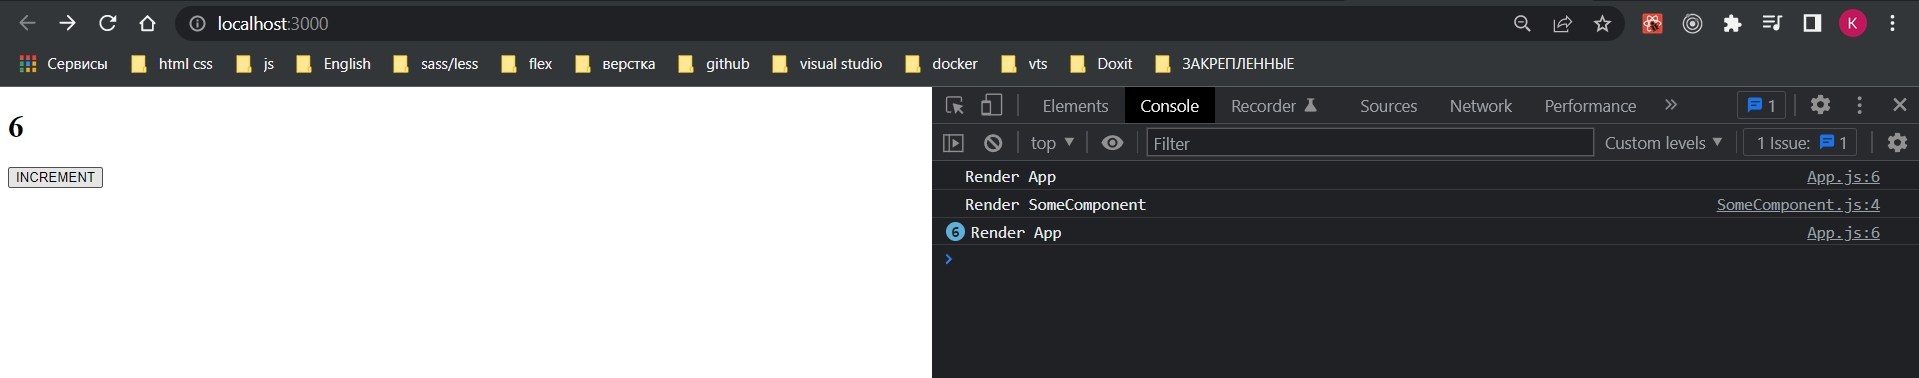 localhost:3000
K
Сервисы html css js English sass/less flex верстка github visual studio docker vts Doxit ЗАКРЕПЛЕННЫЕ
6
INCREMENT
Elements Console Recorder Sources Network Performance 1
top Filter Custom levels 1 Issue: 1
Render App App.js:6
Render SomeComponent SomeComponent.js:4
6 Render App App.js:6